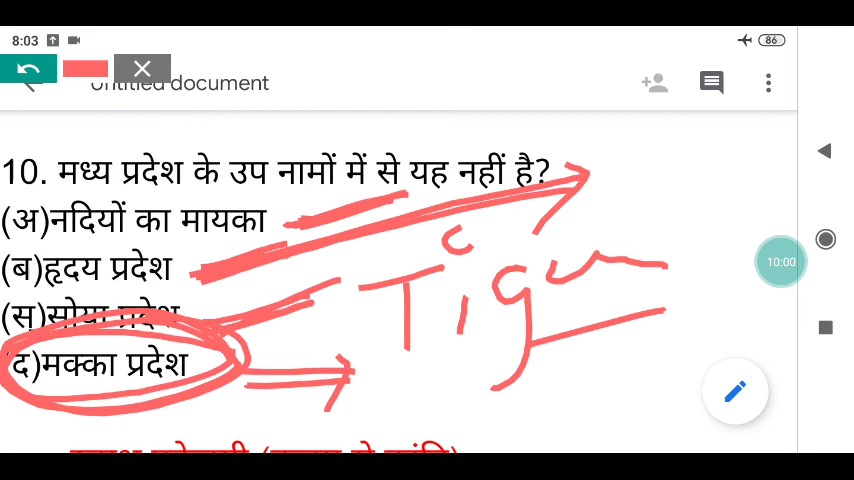 8:03
86
Untitled document
10. मध्य प्रदेश के उप नामों में से यह नहीं है?
(अ)नदियों का मायका
(ब)हृदय प्रदेश
(स)सोया प्रदेश
(द)मक्का प्रदेश
Tiger
10:00